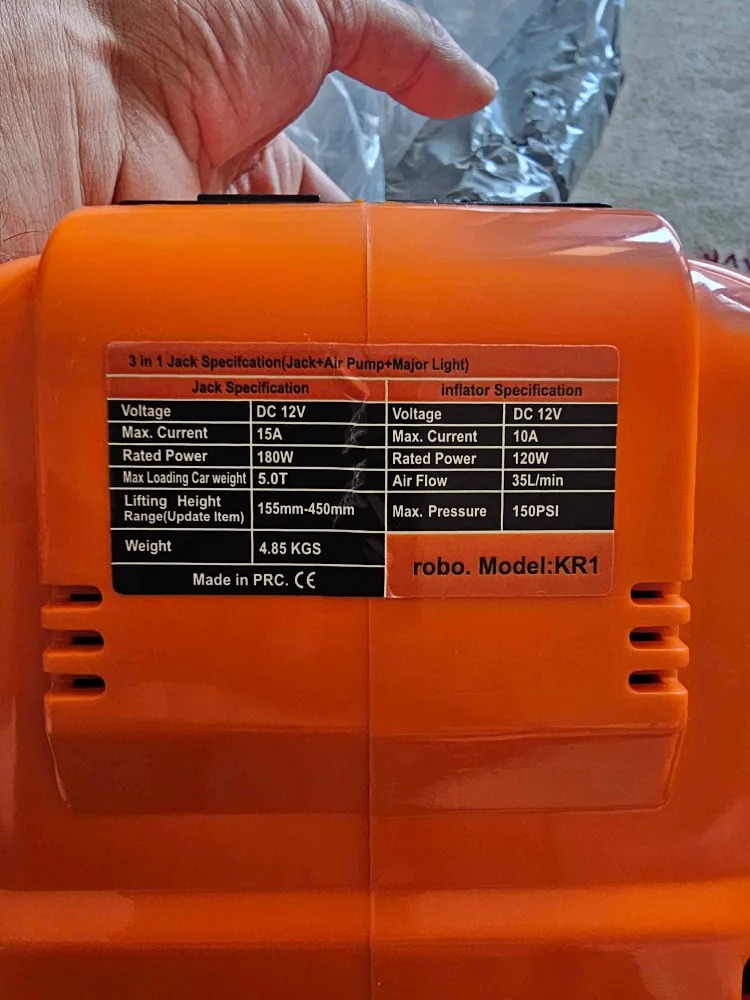 3 in 1 Jack Specifcation(Jack+Air Pump+Major Light)
Jack Specification
Voltage DC 12V
Max. Current 15A
Rated Power 180W
Max Loading Car weight 5.0T
Lifting Height
Range(Update Item) 155mm-450mm
Weight 4.85 KGS
Made in PRC. CE
inflator Specification
Voltage DC 12V
Max. Current 10A
Rated Power 120W
Air Flow 35L/min
Max. Pressure 150PSI
robo. Model:KR1